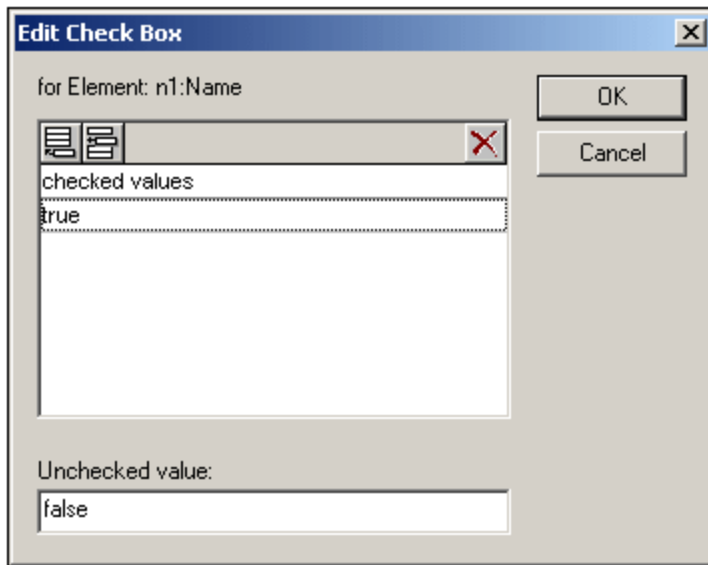 Edit Check Box
for Element: n1:Name
OK
Cancel
checked values
true
Unchecked value:
false